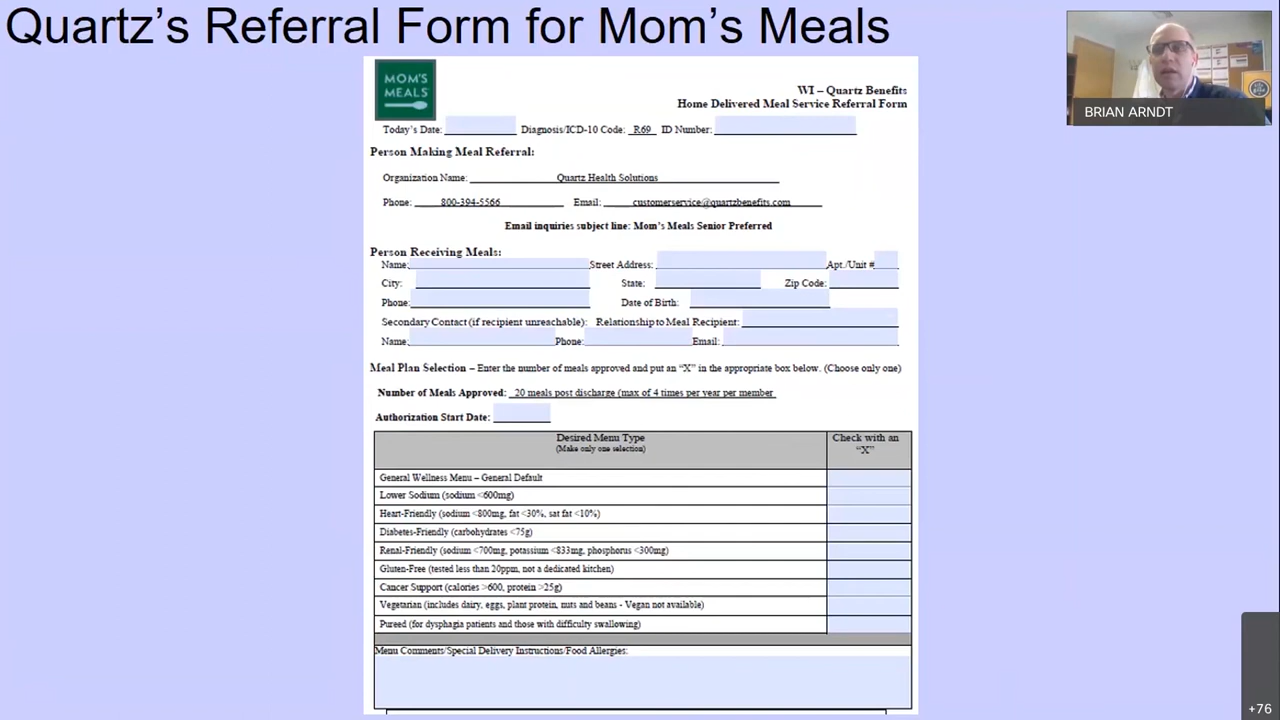 Quartz’s Referral Form for Mom’s Meals
BRIAN ARNDT
MOM'S
MEALS
WI – Quartz Benefits
Home Delivered Meal Service Referral Form
Today's Date: Diagnosis/ICD-10 Code: R69 ID Number:
Person Making Meal Referral:
Organization Name: Quartz Health Solutions
Phone: 800-394-5566 Email: customerservice@quartzbenefits.com
Email inquiries subject line: Mom's Meals Senior Preferred
Person Receiving Meals:
Name: Street Address: Apt./Unit #
City: State: Zip Code:
Phone: Date of Birth:
Secondary Contact (if recipient unreachable): Relationship to Meal Recipient:
Name: Phone: Email:
Meal Plan Selection – Enter the number of meals approved and put an “X” in the appropriate box below. (Choose only one)
Number of Meals Approved: 20 meals post discharge (max of 4 times per year per member
Authorization Start Date:
Desired Menu Type
(Make only one selection)
Check with an
“X”
General Wellness Menu – General Default
Lower Sodium (sodium <600mg)
Heart-Friendly (sodium <800mg, fat <30%, sat fat <10%)
Diabetes-Friendly (carbohydrates <75g)
Renal-Friendly (sodium <700mg, potassium <833mg, phosphorus <300mg)
Gluten-Free (tested less than 20ppm, not a dedicated kitchen)
Cancer Support (calories >600, protein >25g)
Vegetarian (includes dairy, eggs, plant protein, nuts and beans - Vegan not available)
Pureed (for dysphagia patients and those with difficulty swallowing)
Menu Comments/Special Delivery Instructions/Food Allergies:
+76